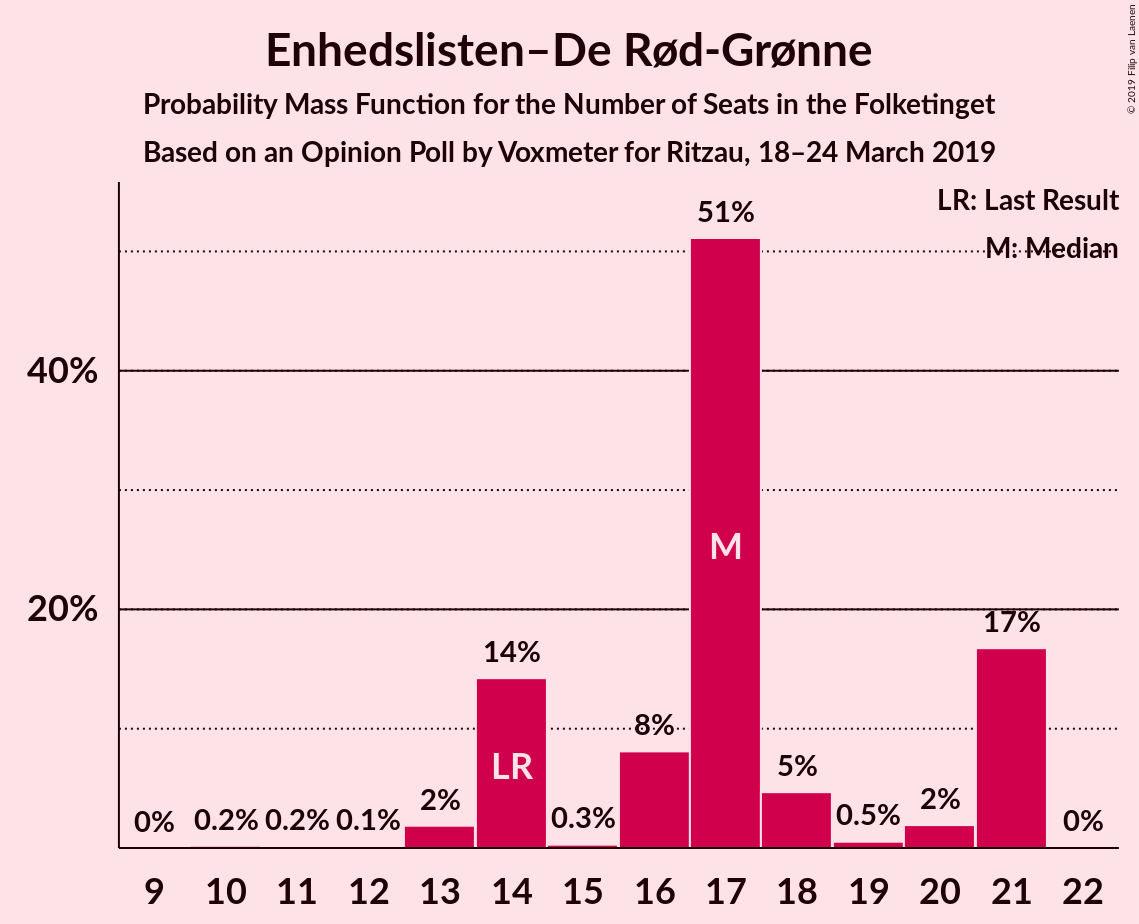 Enhedslisten–De Rød-Grønne
Probability Mass Function for the Number of Seats in the Folketinget
Based on an Opinion Poll by Voxmeter for Ritzau, 18–24 March 2019
© 2019 Filip van Laenen
LR: Last Result
M: Median
40%
20%
0%
0.2%
0.2%
0.1%
2%
14%
0.3%
8%
51%
5%
0.5%
2%
17%
0%
LR
M
9 10 11 12 13 14 15 16 17 18 19 20 21 22